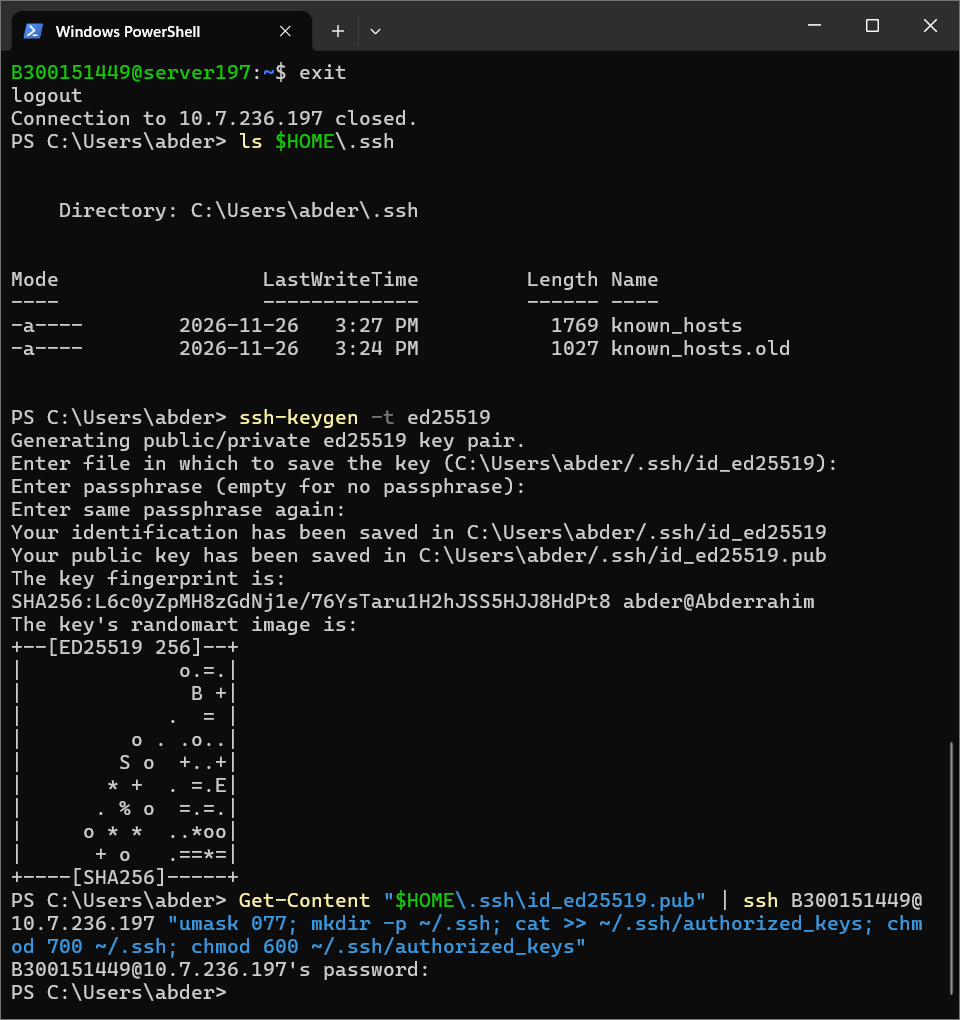 Windows PowerShell
B300151449@server197:~$ exit
logout
Connection to 10.7.236.197 closed.
PS C:\Users\abder> ls $HOME\.ssh
    Directory: C:\Users\abder\.ssh
Mode                 LastWriteTime         Length Name
----                 -------------         ------ ----
-a----        2026-11-26   3:27 PM           1769 known_hosts
-a----        2026-11-26   3:24 PM           1027 known_hosts.old
PS C:\Users\abder> ssh-keygen -t ed25519
Generating public/private ed25519 key pair.
Enter file in which to save the key (C:\Users\abder/.ssh/id_ed25519):
Enter passphrase (empty for no passphrase):
Enter same passphrase again:
Your identification has been saved in C:\Users\abder/.ssh/id_ed25519
Your public key has been saved in C:\Users\abder/.ssh/id_ed25519.pub
The key fingerprint is:
SHA256:L6c0yZpMH8zGdNj1e/76YsTaru1H2hJSS5HJJ8HdPt8 abder@Abderrahim
The key's randomart image is:
+--[ED25519 256]--+
|             o.=.|
|              B +|
|            .  = |
|         o . .o..|
|        S o  +..+|
|       * +  . =.E|
|      . % o  =.=.|
|     o * *  ..*oo|
|      + o   .==*=|
+----[SHA256]-----+
PS C:\Users\abder> Get-Content "$HOME\.ssh\id_ed25519.pub" | ssh B300151449@
10.7.236.197 "umask 077; mkdir -p ~/.ssh; cat >> ~/.ssh/authorized_keys; chm
od 700 ~/.ssh; chmod 600 ~/.ssh/authorized_keys"
B300151449@10.7.236.197's password:
PS C:\Users\abder>